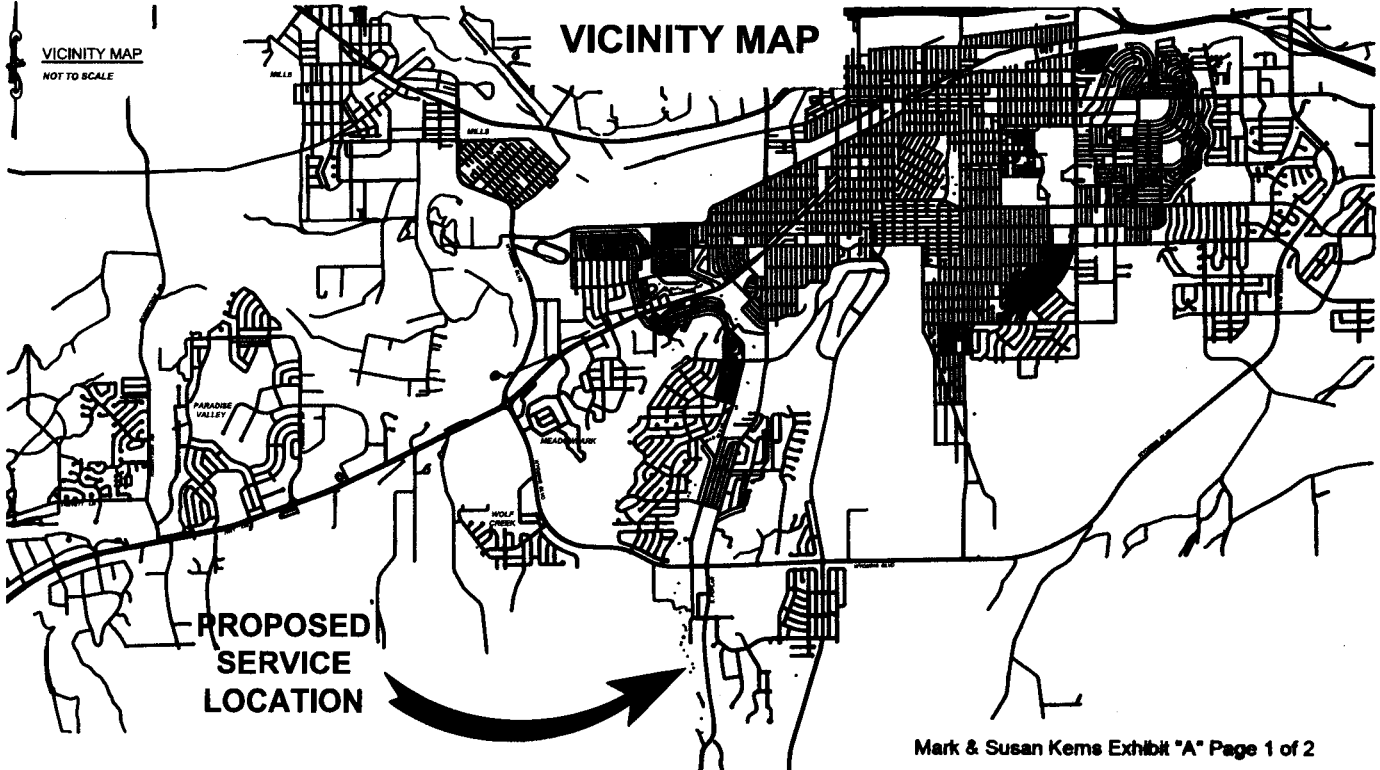 VICINITY MAP
VICINITY MAP
NOT TO SCALE
MILLS
MILLS
PARADISE
VALLEY
WOLF
CREEK
PROPOSED
SERVICE
LOCATION
Mark & Susan Kerns Exhibit "A" Page 1 of 2